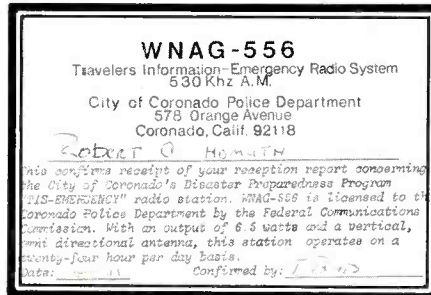 WNAG-556
Travelers Information-Emergency Radio System
530 Khz A.M.
City of Coronado Police Department
578 Orange Avenue
Coronado, Calif. 92118
Robert O Homuth
This confirms receipt of your reception report concerning
the City of Coronado's Disaster Preparedness Program
"TIS-EMERGENCY" radio station. WNAG-556 is licensed to the
Coronado Police Department by the Federal Communications
Commission. With an output of 6.5 watts and a vertical,
omni directional antenna, this station operates on a
twenty-four hour per day basis.
Date: Confirmed by: